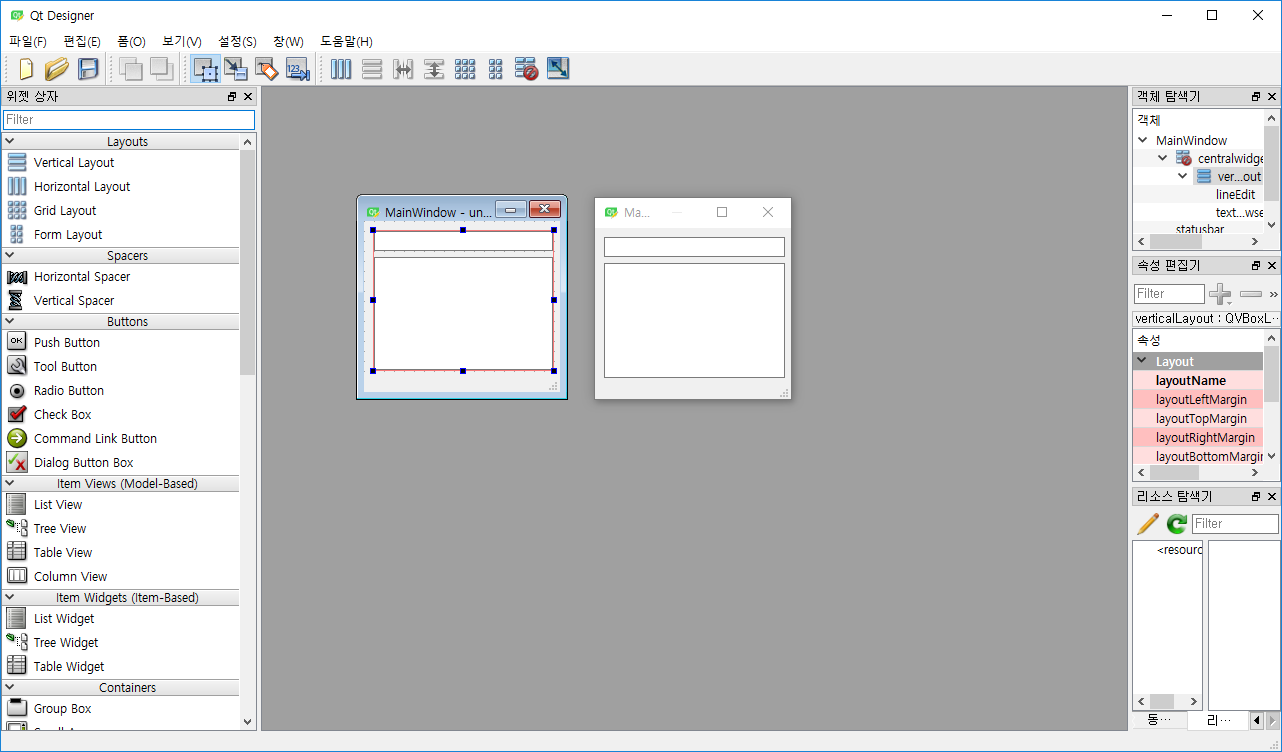 Qt Designer
파일(F) 편집(E) 폼(O) 보기(V) 설정(S) 창(W) 도움말(H)
위젯 상자
Filter
Layouts
Vertical Layout
Horizontal Layout
Grid Layout
Form Layout
Spacers
Horizontal Spacer
Vertical Spacer
Buttons
OK Push Button
Tool Button
Radio Button
Check Box
Command Link Button
Dialog Button Box
Item Views (Model-Based)
List View
Tree View
Table View
Column View
Item Widgets (Item-Based)
List Widget
Tree Widget
Table Widget
Containers
Group Box
MainWindow - un...
Ma...
객체 탐색기
객체
MainWindow
centralwidge
ver...out
lineEdit
text...wse
statusbar
속성 편집기
Filter
verticalLayout : QVBoxL···
속성
Layout
layoutName
layoutLeftMargin
layoutTopMargin
layoutRightMargin
layoutBottomMargin
리소스 탐색기
Filter
<resourc
동··· 리···